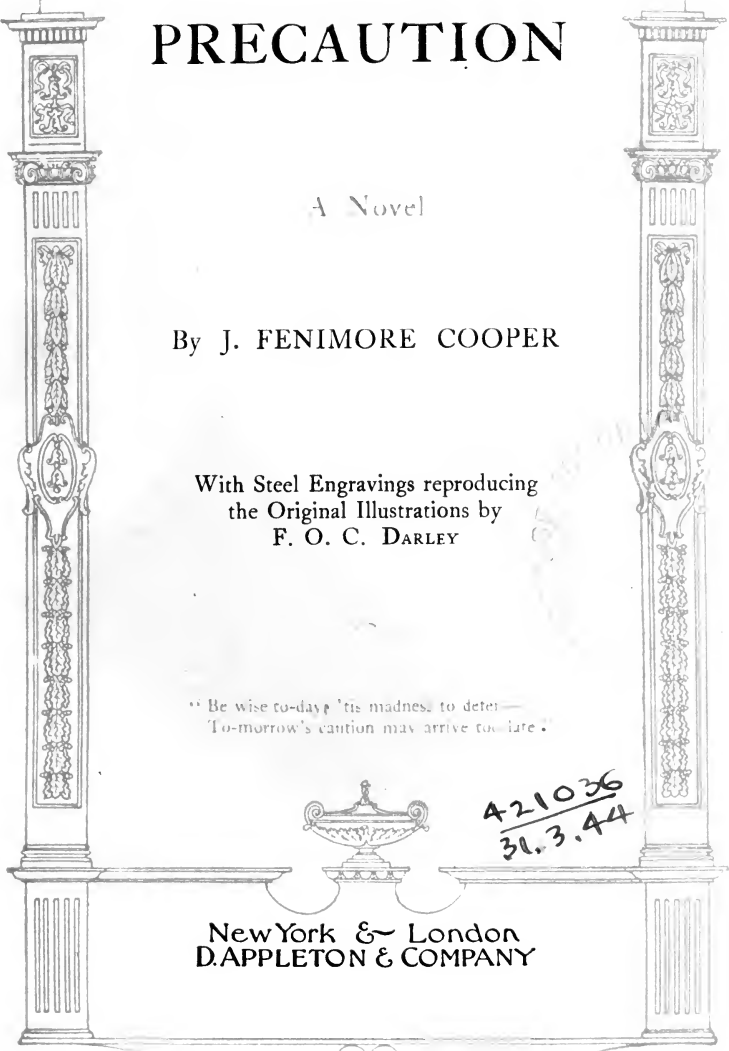 PRECAUTION
A Novel
By J. FENIMORE COOPER
With Steel Engravings reproducing
the Original Illustrations by
F. O. C. DARLEY
"Be wise to-day; 'tis madness to defer—
To-morrow's caution may arrive too late."
421036
31.3.44
New York & London
D. APPLETON & COMPANY